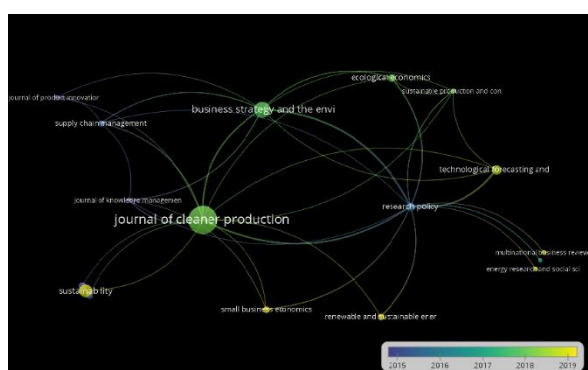 ecological economics
sustainable production and con
journal of product innovation
business strategy and the envi
supply chain management
technological forecasting and
journal of knowledge managemen
research policy
journal of cleaner production
multinational business review
energy research and social sci
sustainability
small business economics
renewable and sustainable ener
2015 2016 2017 2018 2019